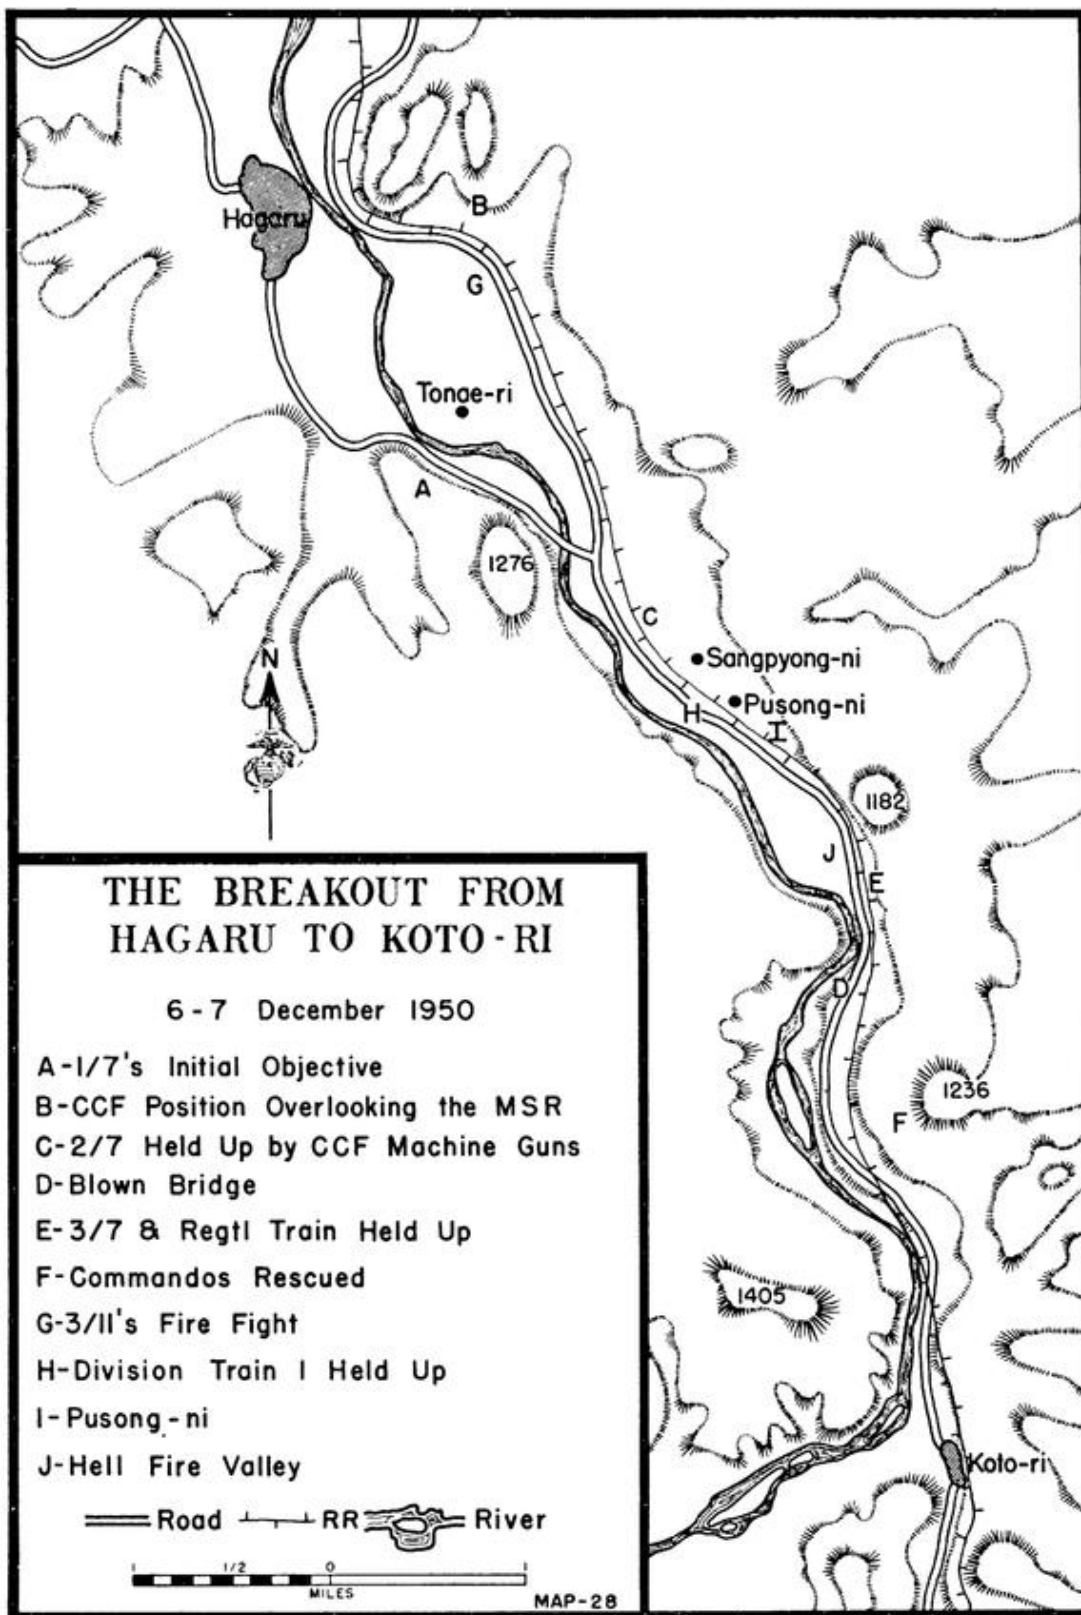 B
Hagaru
G
Tonae-ri
A
1276
C
N
Sangpyong-ni
Pusong-ni
H
I
1182
J
E
D
1236
F
1405
Koto-ri
THE BREAKOUT FROM
HAGARU TO KOTO-RI
6-7 December 1950
A-1/7's Initial Objective
B-CCF Position Overlooking the MSR
C-2/7 Held Up by CCF Machine Guns
D-Blown Bridge
E-3/7 & Regtl Train Held Up
F-Commandos Rescued
G-3/11's Fire Fight
H-Division Train 1 Held Up
I-Pusong-ni
J-Hell Fire Valley
Road RR River
1 1/2 0 1
MILES
MAP-28